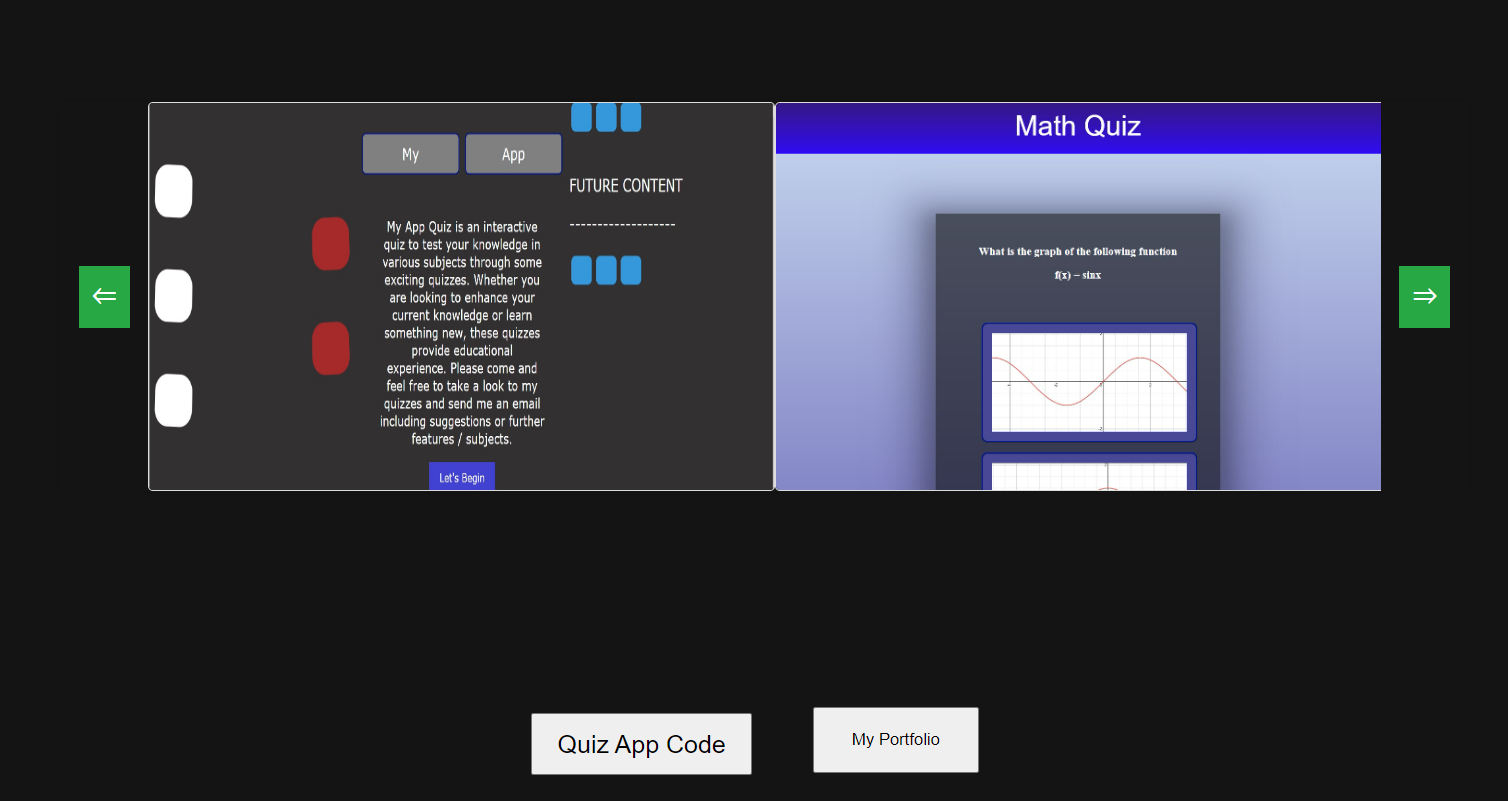 My
App
My App Quiz is an interactive
quiz to test your knowledge in
various subjects through some
exciting quizzes. Whether you
are looking to enhance your
current knowledge or learn
something new, these quizzes
provide educational
experience. Please come and
feel free to take a look to my
quizzes and send me an email
including suggestions or further
features / subjects.
Let's Begin
FUTURE CONTENT
-------------------
⇐
Math Quiz
What is the graph of the following function
f(x) = sinx
⇒
Quiz App Code
My Portfolio